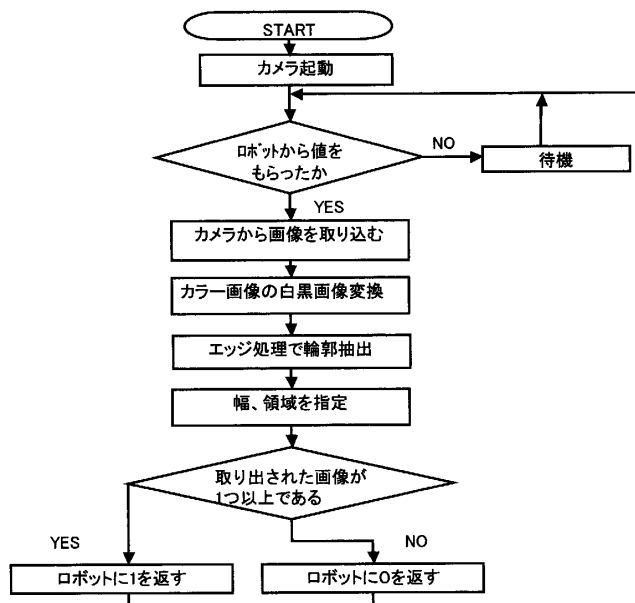 START
カメラ起動
ロボットから値を
もらったか
NO
待機
YES
カメラから画像を取り込む
カラー画像の白黒画像変換
エッジ処理で輪郭抽出
幅、領域を指定
取り出された画像が
1つ以上である
YES
NO
ロボットに1を返す
ロボットに0を返す